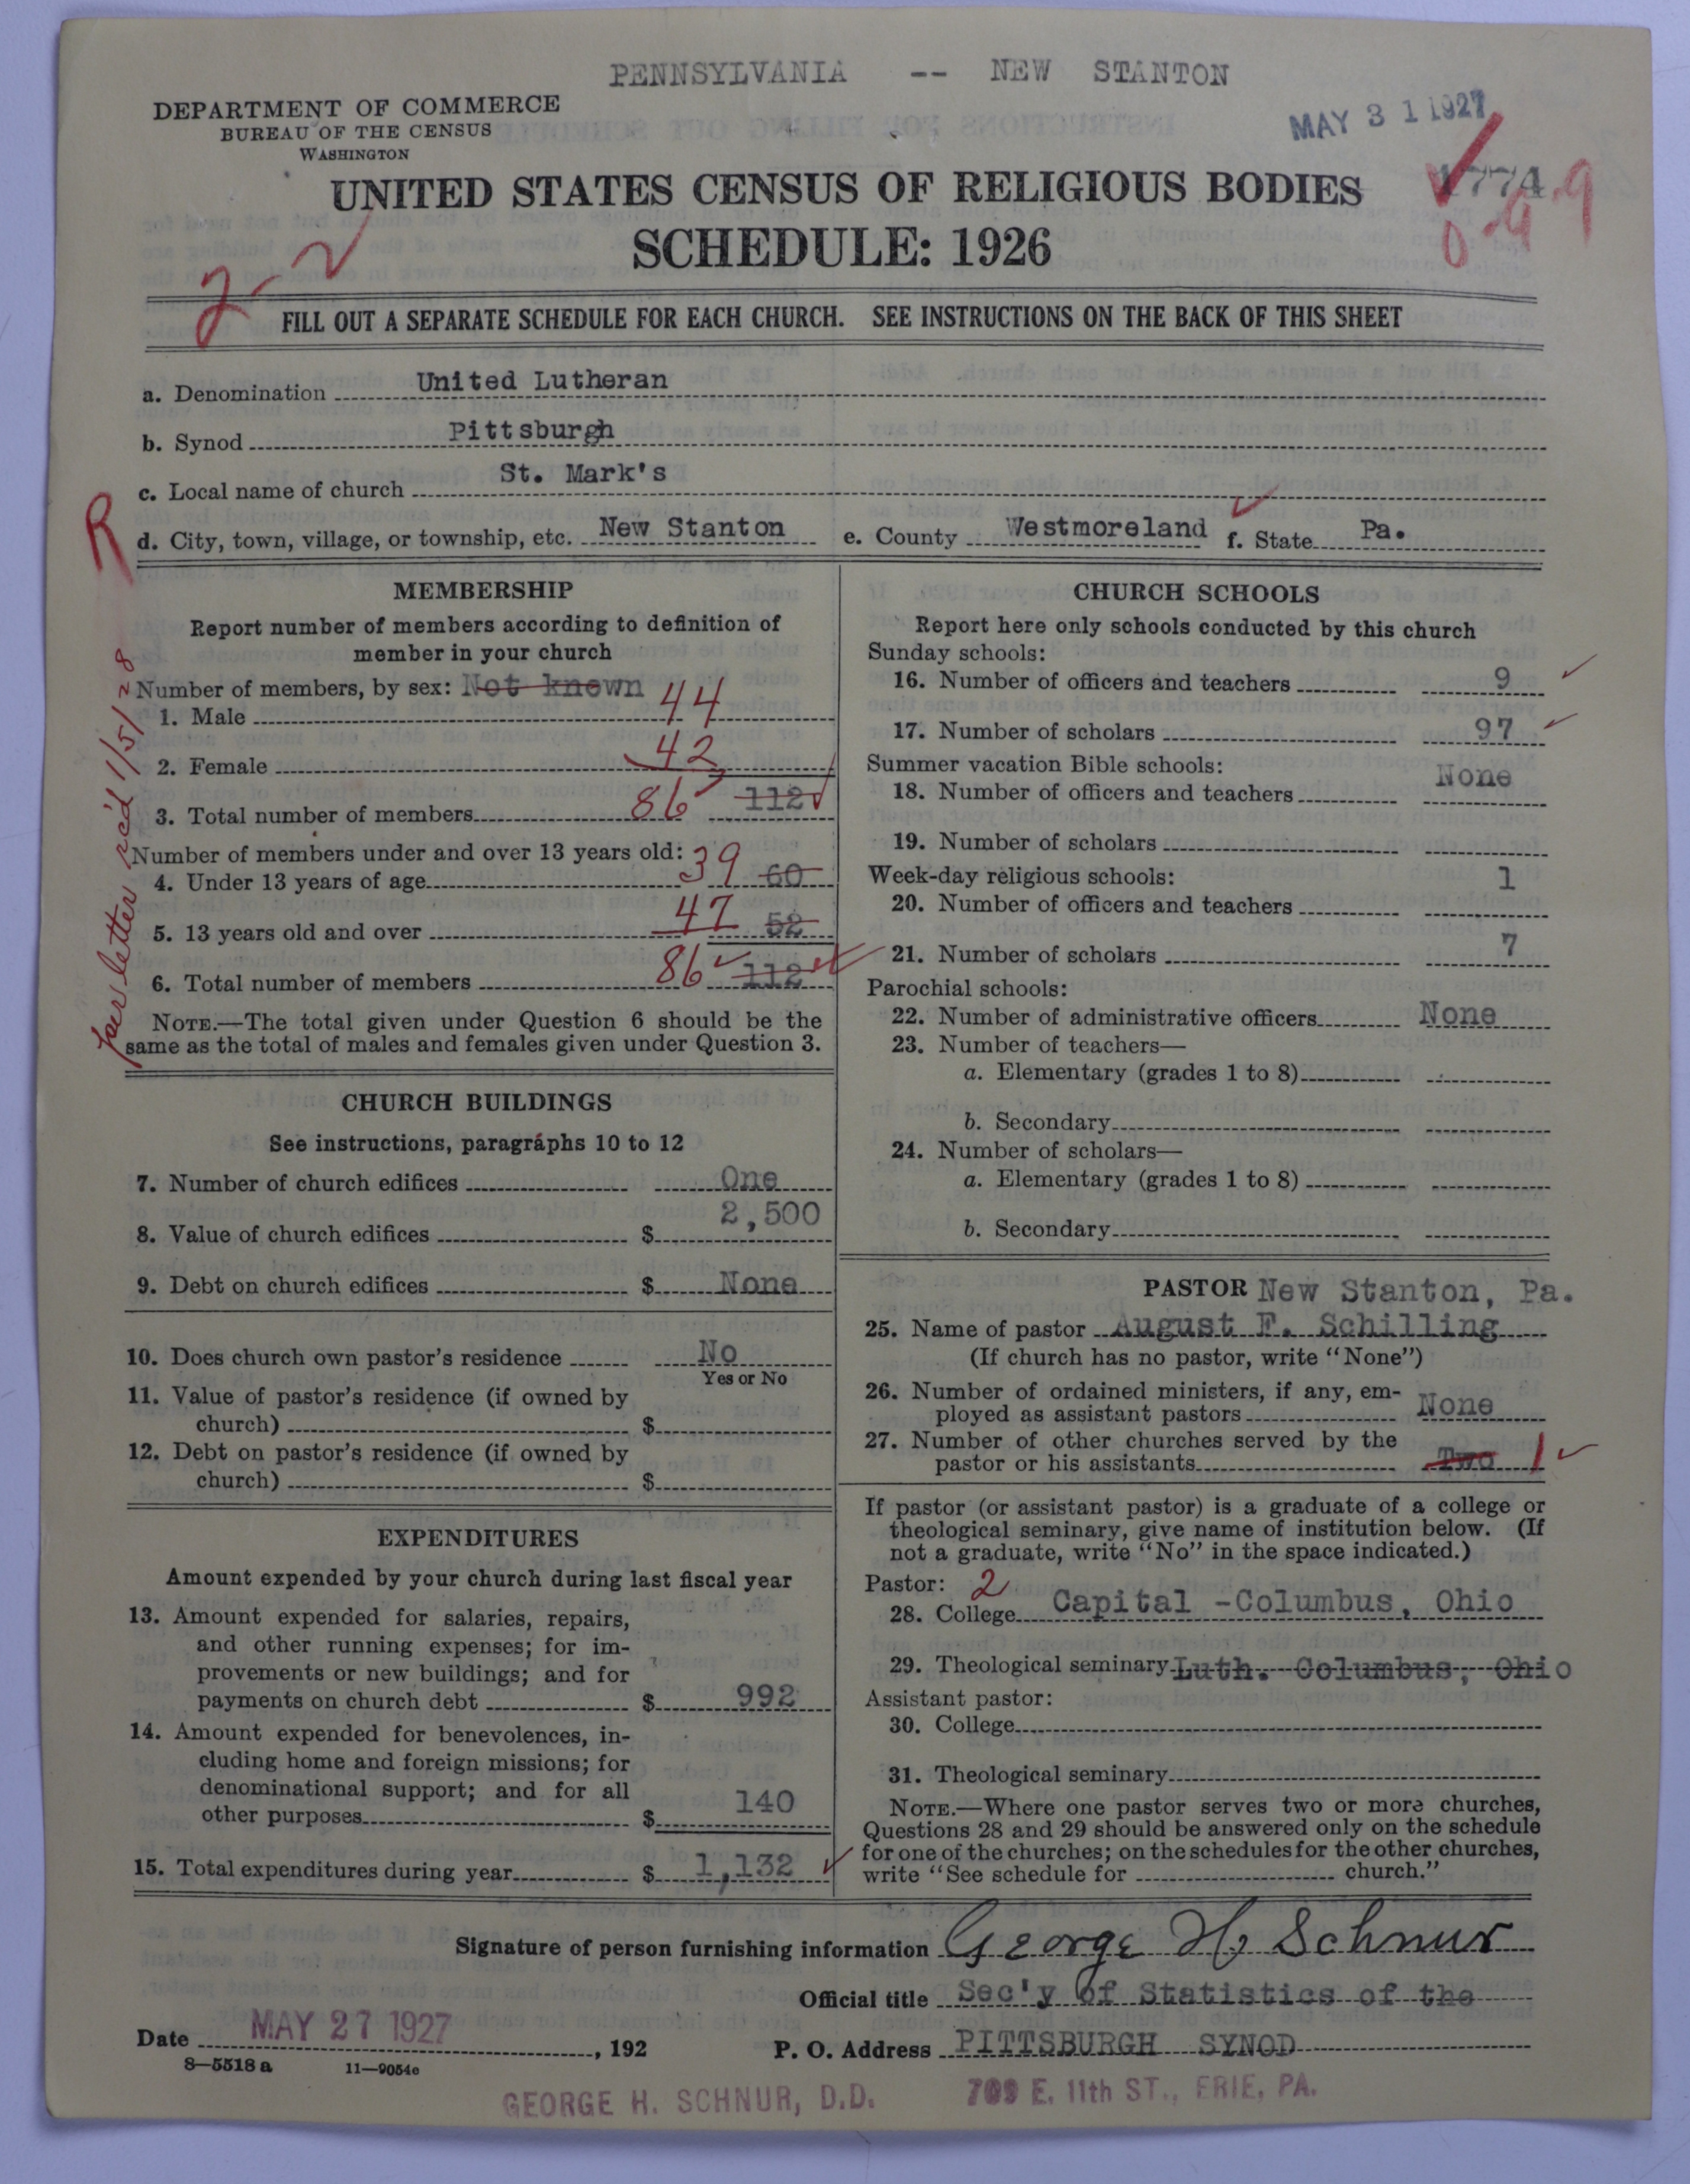 PENNSYLVANIA -- NEW STANTON
DEPARTMENT OF COMMERCE
BUREAU OF THE CENSUS
WASHINGTON
MAY 31 1927
UNITED STATES CENSUS OF RELIGIOUS BODIES
SCHEDULE: 1926
2-2
FILL OUT A SEPARATE SCHEDULE FOR EACH CHURCH. SEE INSTRUCTIONS ON THE BACK OF THIS SHEET
a. Denomination United Lutheran
b. Synod Pittsburgh
c. Local name of church St. Mark's
R
d. City, town, village, or township, etc. New Stanton e. County Westmoreland f. State Pa.
per letter rc'd 1/5/28
MEMBERSHIP
Report number of members according to definition of
member in your church
Number of members, by sex: Not known
1. Male 44
2. Female 42
3. Total number of members 86 112
Number of members under and over 13 years old:
4. Under 13 years of age 39 60
5. 13 years old and over 47 52
6. Total number of members 86 112
NOTE.—The total given under Question 6 should be the
same as the total of males and females given under Question 3.
CHURCH BUILDINGS
See instructions, paragraphs 10 to 12
7. Number of church edifices One
8. Value of church edifices $ 2,500
9. Debt on church edifices $ None
10. Does church own pastor's residence No
Yes or No
11. Value of pastor's residence (if owned by
church) $
12. Debt on pastor's residence (if owned by
church) $
EXPENDITURES
Amount expended by your church during last fiscal year
13. Amount expended for salaries, repairs,
and other running expenses; for im-
provements or new buildings; and for
payments on church debt $ 992
14. Amount expended for benevolences, in-
cluding home and foreign missions; for
denominational support; and for all
other purposes $ 140
15. Total expenditures during year $ 1,132
CHURCH SCHOOLS
Report here only schools conducted by this church
Sunday schools:
16. Number of officers and teachers 9
17. Number of scholars 97
Summer vacation Bible schools:
18. Number of officers and teachers None
19. Number of scholars
Week-day religious schools:
20. Number of officers and teachers 1
21. Number of scholars 7
Parochial schools:
22. Number of administrative officers None
23. Number of teachers—
a. Elementary (grades 1 to 8)
b. Secondary
24. Number of scholars—
a. Elementary (grades 1 to 8)
b. Secondary
PASTOR New Stanton, Pa.
25. Name of pastor August F. Schilling
(If church has no pastor, write "None")
26. Number of ordained ministers, if any, em-
ployed as assistant pastors None
27. Number of other churches served by the
pastor or his assistants Two 1
If pastor (or assistant pastor) is a graduate of a college or
theological seminary, give name of institution below. (If
not a graduate, write "No" in the space indicated.)
Pastor: 2
28. College Capital -Columbus, Ohio
29. Theological seminary Luth. Columbus, Ohio
Assistant pastor:
30. College
31. Theological seminary
NOTE.—Where one pastor serves two or more churches,
Questions 28 and 29 should be answered only on the schedule
for one of the churches; on the schedules for the other churches,
write "See schedule for church."
Signature of person furnishing information George H. Schnur
Official title Sec'y of Statistics of the
Date MAY 27 1927, 192
P. O. Address PITTSBURGH SYNOD
8—5518 a 11—9054c
GEORGE H. SCHNUR, D.D. 709 E. 11th ST., ERIE, PA.